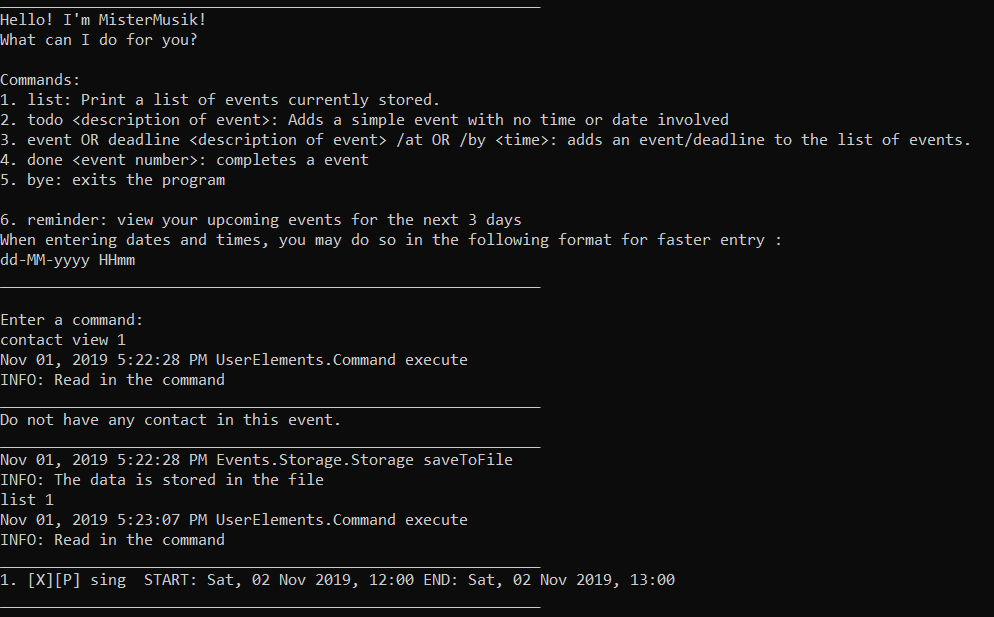 ____________________________________________________________
Hello! I'm MisterMusik!
What can I do for you?

Commands:
1. list: Print a list of events currently stored.
2. todo <description of event>: Adds a simple event with no time or date involved
3. event OR deadline <description of event> /at OR /by <time>: adds an event/deadline to the list of events.
4. done <event number>: completes a event
5. bye: exits the program

6. reminder: view your upcoming events for the next 3 days
When entering dates and times, you may do so in the following format for faster entry :
dd-MM-yyyy HHmm
____________________________________________________________

Enter a command:
contact view 1
Nov 01, 2019 5:22:28 PM UserElements.Command execute
INFO: Read in the command
____________________________________________________________
Do not have any contact in this event.
____________________________________________________________
Nov 01, 2019 5:22:28 PM Events.Storage.Storage saveToFile
INFO: The data is stored in the file
list 1
Nov 01, 2019 5:23:07 PM UserElements.Command execute
INFO: Read in the command
____________________________________________________________
1. [X][P] sing  START: Sat, 02 Nov 2019, 12:00 END: Sat, 02 Nov 2019, 13:00
____________________________________________________________